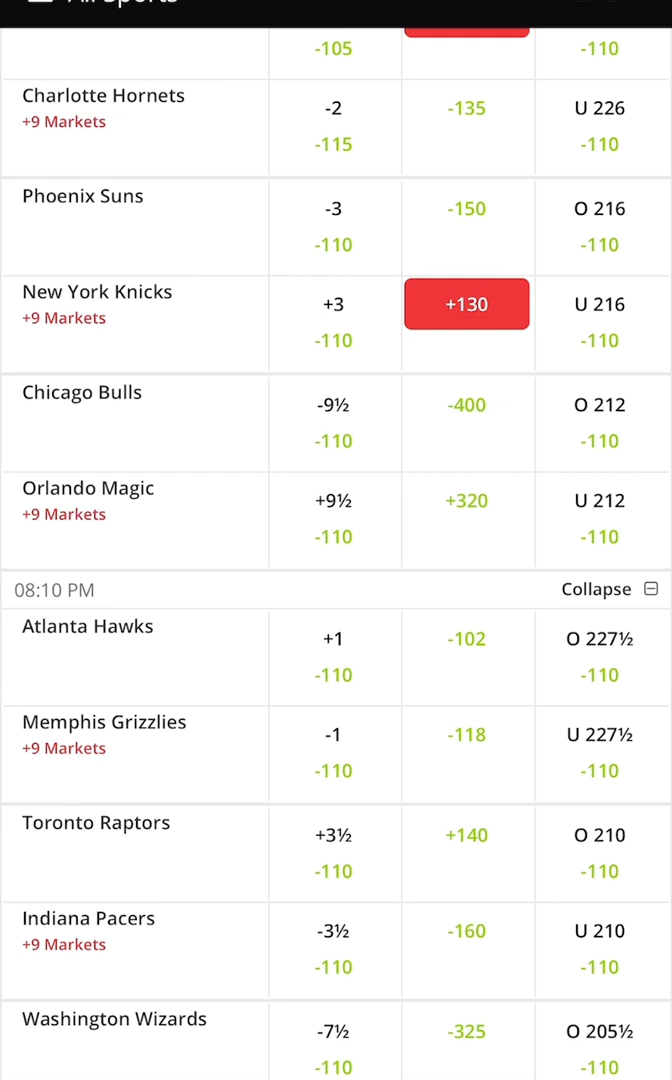 All Sports
-105 -110
Charlotte Hornets -2 -135 U 226
+9 Markets -115 -110
Phoenix Suns -3 -150 O 216
-110 -110
New York Knicks +3 +130 U 216
+9 Markets -110 -110
Chicago Bulls -9½ -400 O 212
-110 -110
Orlando Magic +9½ +320 U 212
+9 Markets -110 -110
08:10 PM Collapse
Atlanta Hawks +1 -102 O 227½
-110 -110
Memphis Grizzlies -1 -118 U 227½
+9 Markets -110 -110
Toronto Raptors +3½ +140 O 210
-110 -110
Indiana Pacers -3½ -160 U 210
+9 Markets -110 -110
Washington Wizards -7½ -325 O 205½
-110 -110